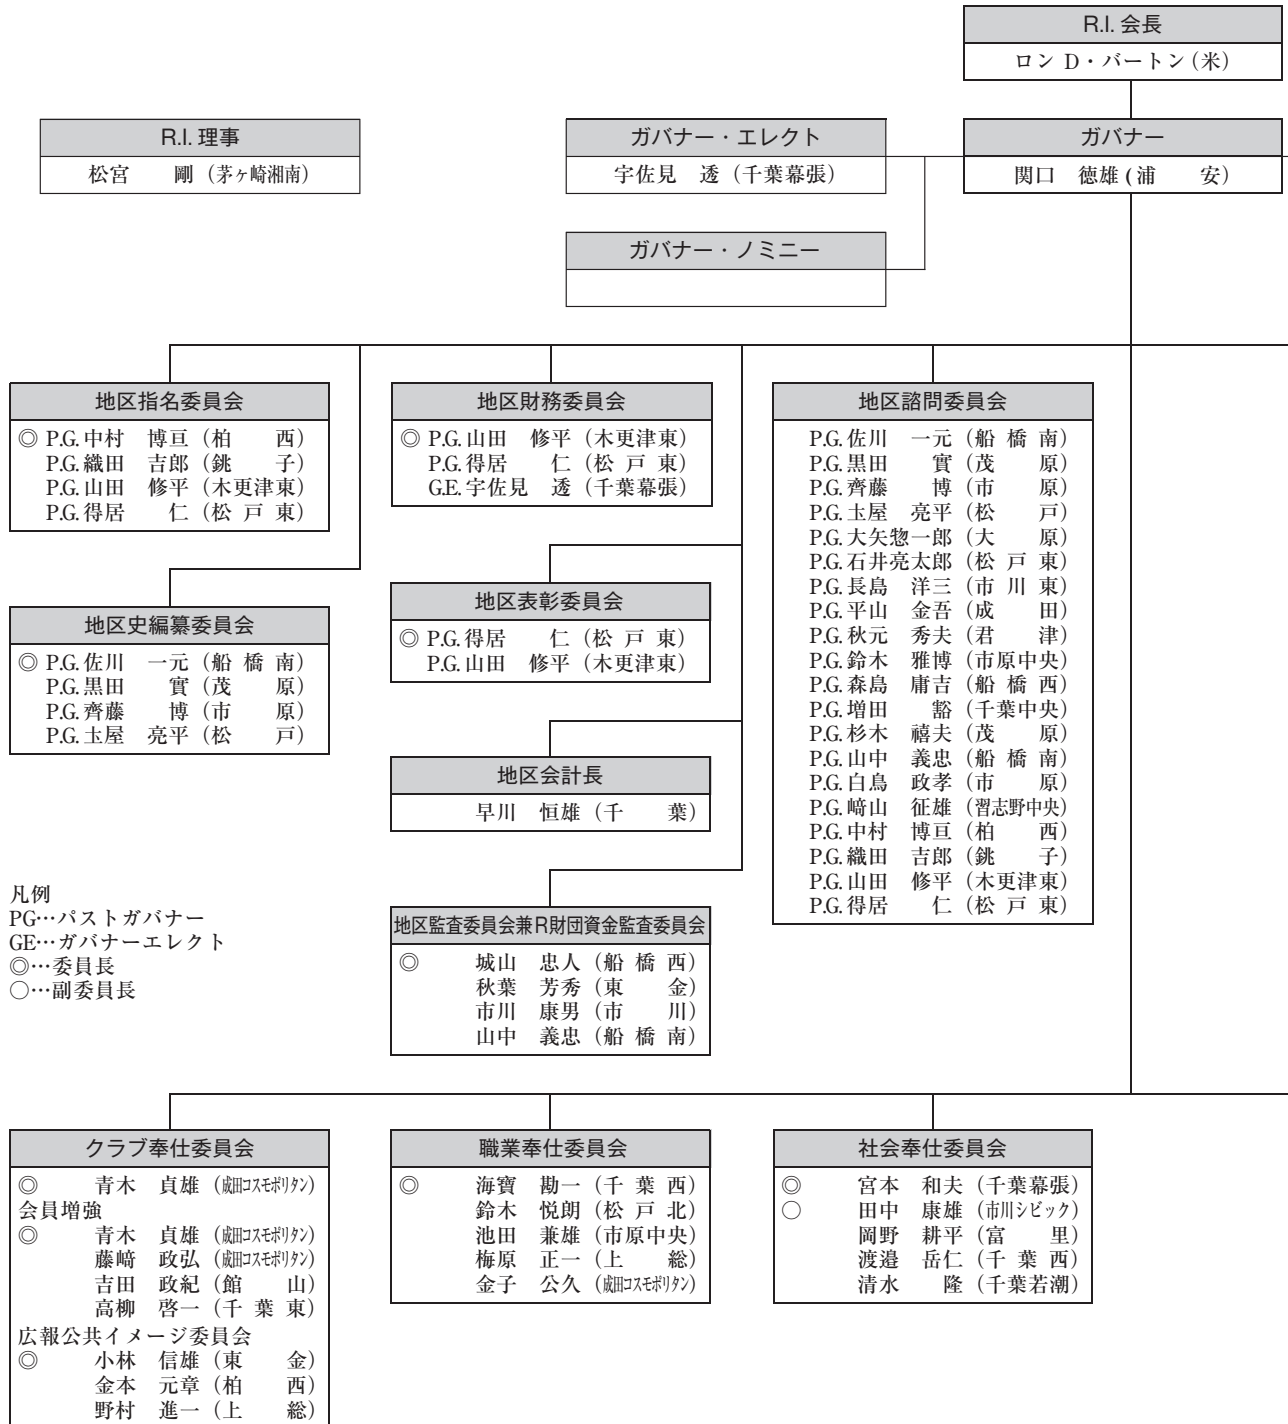 R.I. 会長
ロン D・バートン(米)
R.I. 理事
松宮 剛(茅ヶ崎湘南)
ガバナー・エレクト
宇佐見 透(千葉幕張)
ガバナー
関口 徳雄(浦 安)
ガバナー・ノミニー
地区指名委員会
◎ P.G. 中村 博亘(柏 西)
P.G. 織田 吉郎(銚 子)
P.G. 山田 修平(木更津東)
P.G. 得居 仁(松 戸 東)
地区史編纂委員会
◎ P.G. 佐川 一元(船 橋 南)
P.G. 黒田 實(茂 原)
P.G. 齊藤 博(市 原)
P.G. 圡屋 亮平(松 戸)
地区財務委員会
◎ P.G. 山田 修平(木更津東)
P.G. 得居 仁(松 戸 東)
G.E. 宇佐見 透(千葉幕張)
地区表彰委員会
◎ P.G. 得居 仁(松 戸 東)
P.G. 山田 修平(木更津東)
地区会計長
早川 恒雄(千 葉)
地区監査委員会兼R財団資金監査委員会
◎ 城山 忠人(船 橋 西)
秋葉 芳秀(東 金)
市川 康男(市 川)
山中 義忠(船 橋 南)
地区諮問委員会
P.G. 佐川 一元(船 橋 南)
P.G. 黒田 實(茂 原)
P.G. 齊藤 博(市 原)
P.G. 圡屋 亮平(松 戸)
P.G. 大矢惣一郎(大 原)
P.G. 石井亮太郎(松 戸 東)
P.G. 長島 洋三(市 川 東)
P.G. 平山 金吾(成 田)
P.G. 秋元 秀夫(君 津)
P.G. 鈴木 雅博(市原中央)
P.G. 森島 庸吉(船 橋 西)
P.G. 増田 豁(千葉中央)
P.G. 杉木 禧夫(茂 原)
P.G. 山中 義忠(船 橋 南)
P.G. 白鳥 政孝(市 原)
P.G. 﨑山 征雄(習志野中央)
P.G. 中村 博亘(柏 西)
P.G. 織田 吉郎(銚 子)
P.G. 山田 修平(木更津東)
P.G. 得居 仁(松 戸 東)
凡例
PG…パストガバナー
GE…ガバナーエレクト
◎…委員長
○…副委員長
クラブ奉仕委員会
◎ 青木 貞雄(成田コスモポリタン)
会員増強
◎ 青木 貞雄(成田コスモポリタン)
藤﨑 政弘(成田コスモポリタン)
吉田 政紀(館 山)
高柳 啓一(千 葉 東)
広報公共イメージ委員会
◎ 小林 信雄(東 金)
金本 元章(柏 西)
野村 進一(上 総)
職業奉仕委員会
◎ 海寶 勘一(千 葉 西)
鈴木 悦朗(松 戸 北)
池田 兼雄(市原中央)
梅原 正一(上 総)
金子 公久(成田コスモポリタン)
社会奉仕委員会
◎ 宮本 和夫(千葉幕張)
○ 田中 康雄(市川シビック)
岡野 耕平(富 里)
渡邉 岳仁(千 葉 西)
清水 隆(千葉若潮)